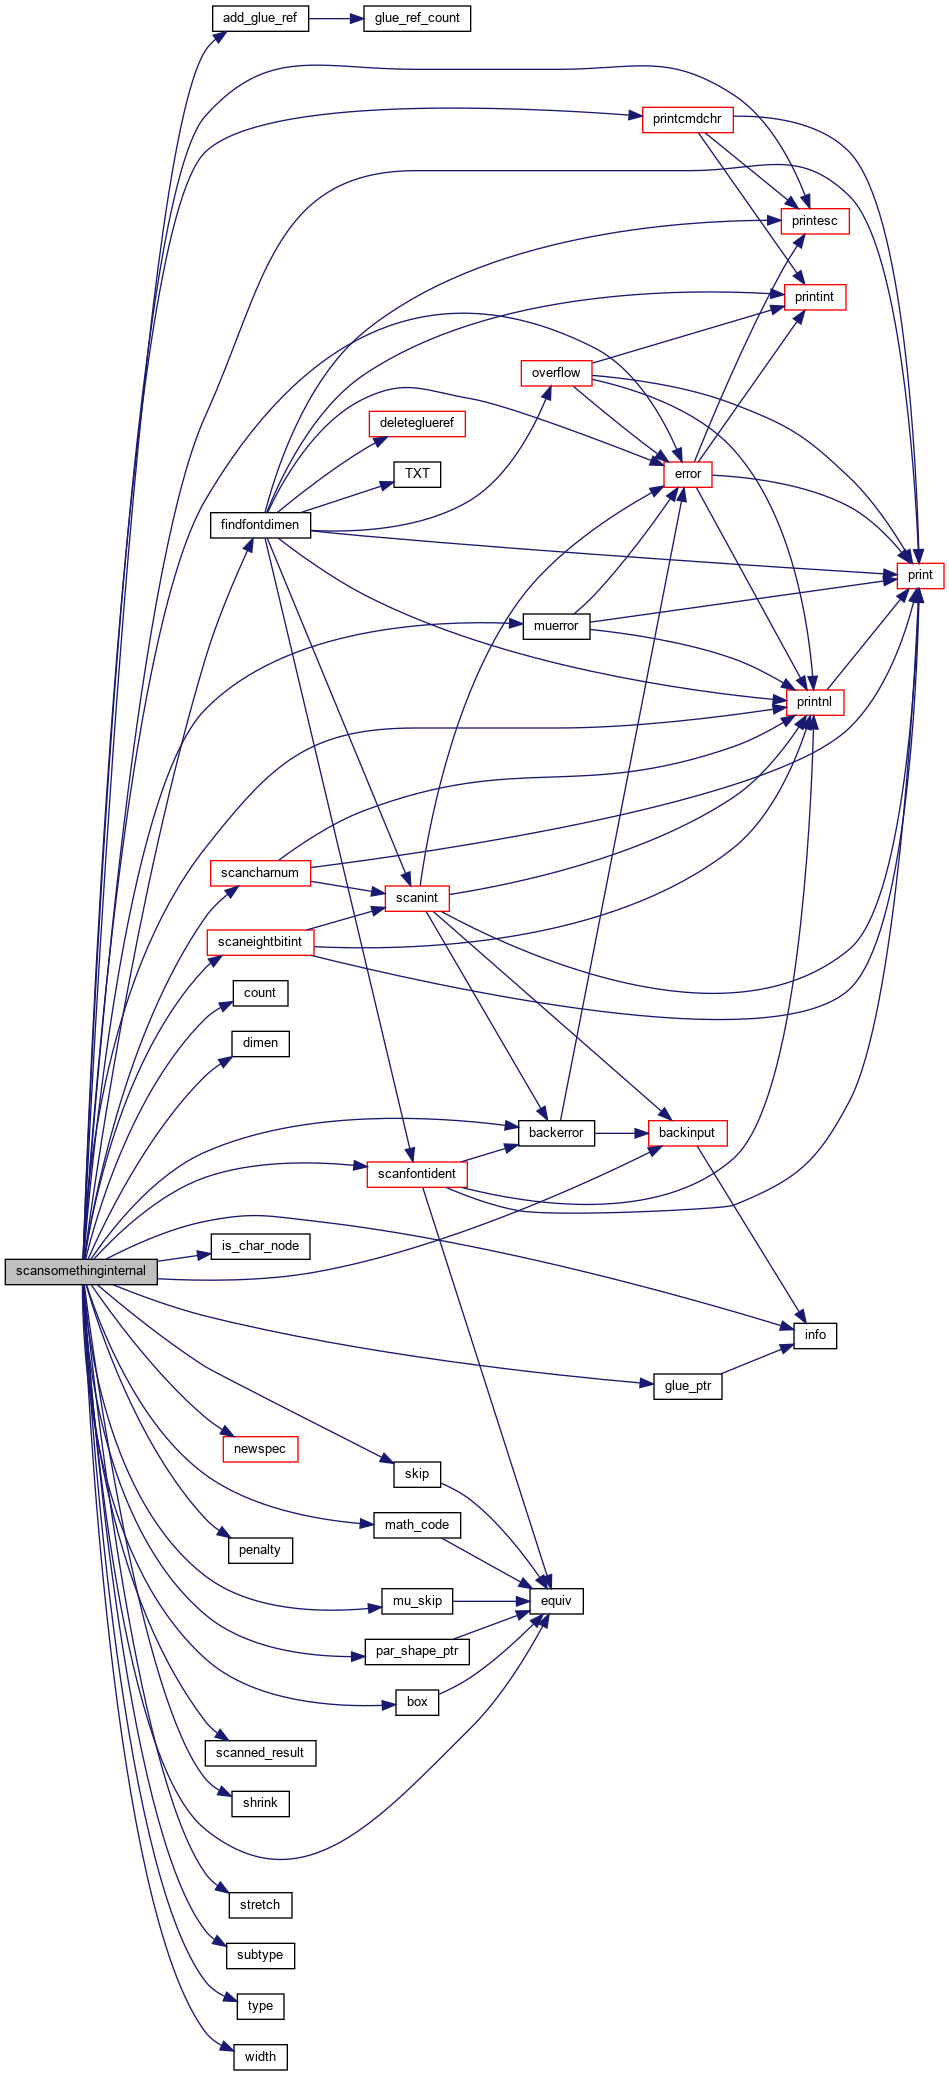 add_glue_ref
glue_ref_count
printcmdchr
printesc
printint
overflow
deleteglueref
TXT
error
findfontdimen
print
muerror
printnl
scancharnum
scanint
scaneightbitint
count
dimen
backerror
backinput
scanfontident
is_char_node
scansomethinginternal
info
glue_ptr
newspec
skip
math_code
penalty
mu_skip
equiv
par_shape_ptr
box
scanned_result
shrink
stretch
subtype
type
width